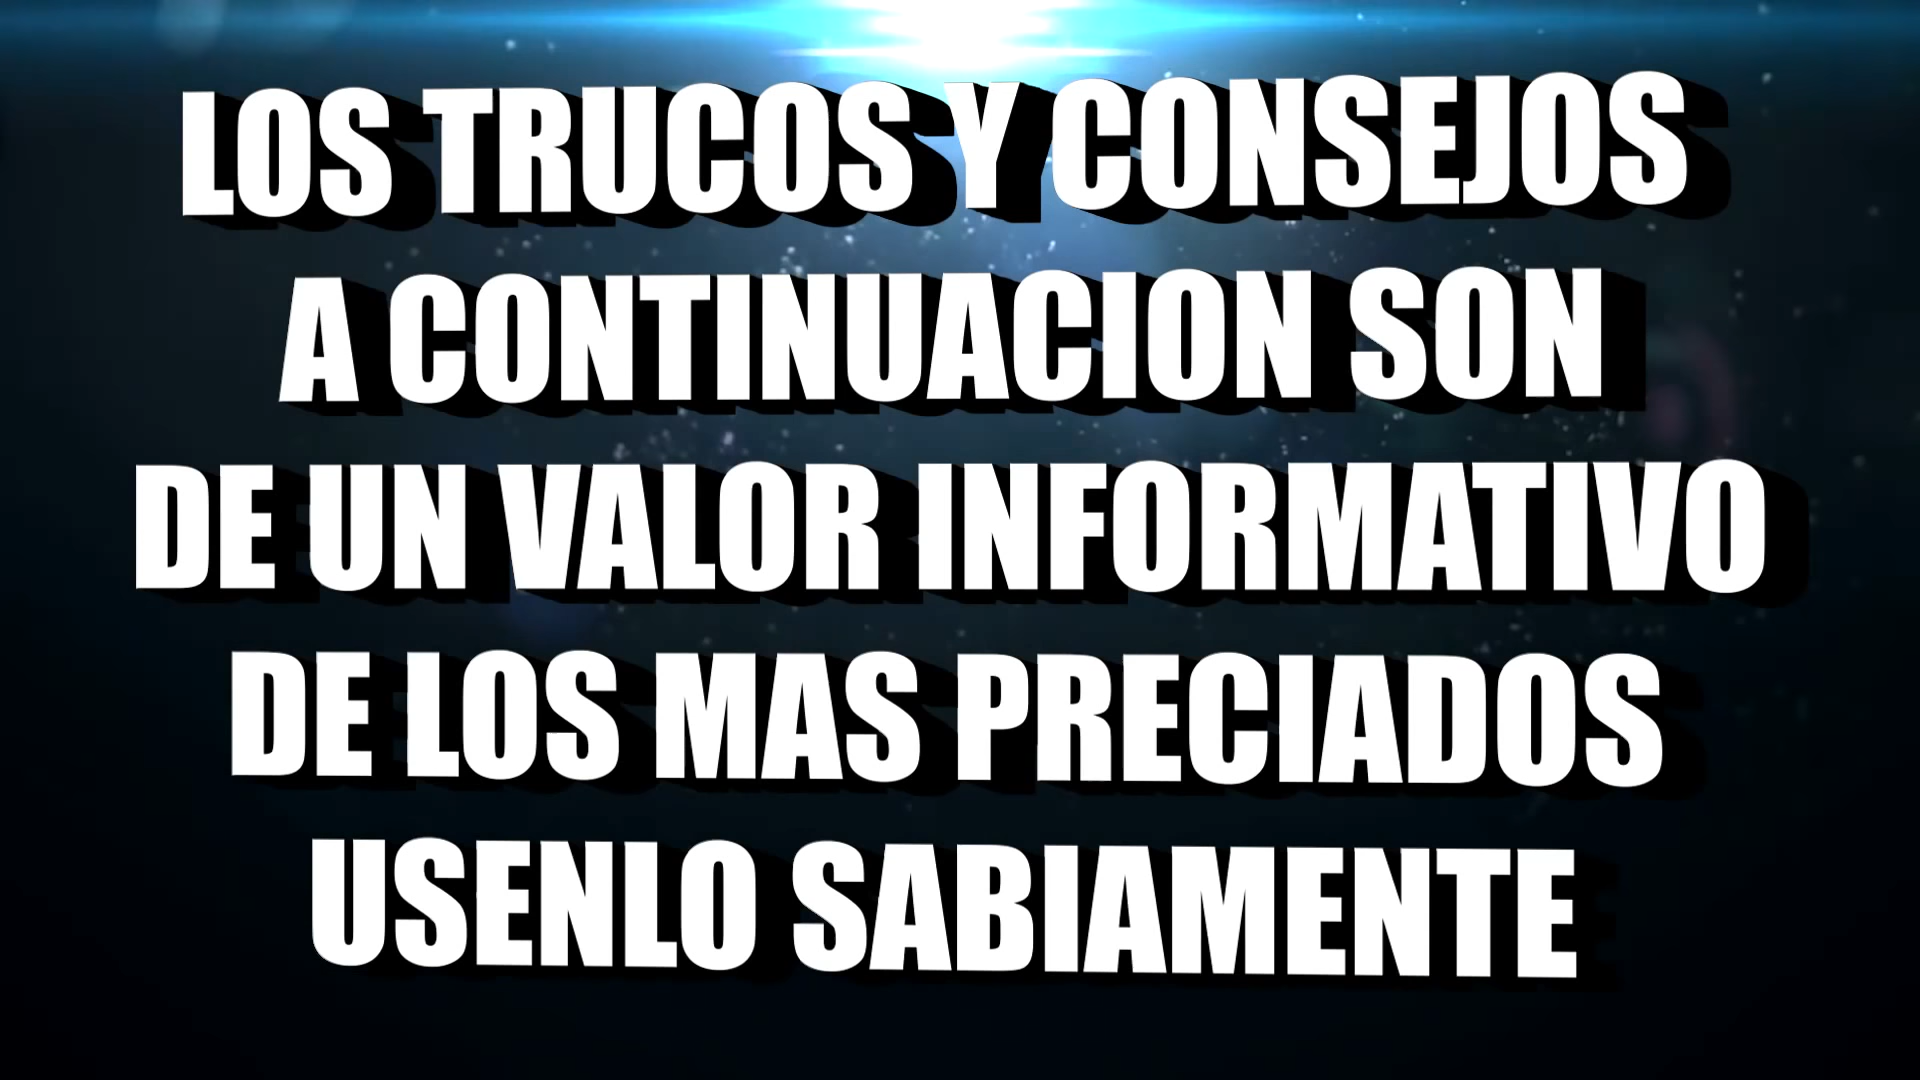 LOS TRUCOS Y CONSEJOS
A CONTINUACION SON
DE UN VALOR INFORMATIVO
DE LOS MAS PRECIADOS
USENLO SABIAMENTE